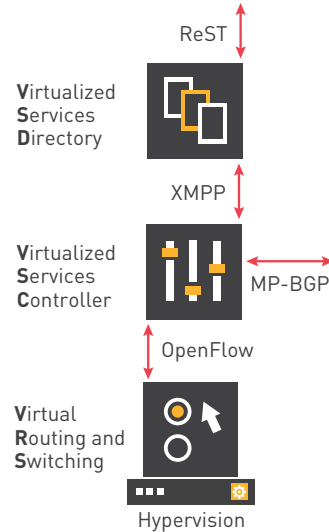 ReST
Virtualized
Services
Directory
XMPP
Virtualized
Services
Controller
MP-BGP
OpenFlow
Virtual
Routing and
Switching
Hypervision